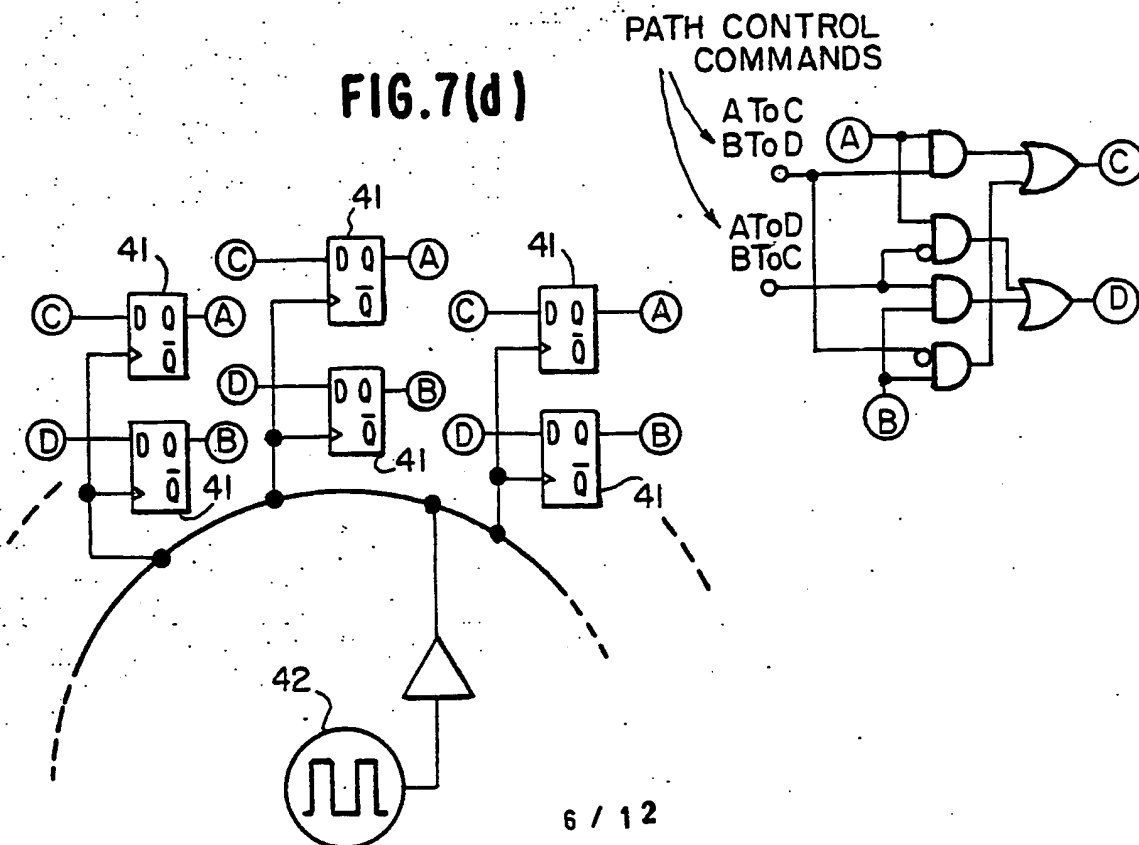 PATH CONTROL
COMMANDS
FIG.7(d)
A To C
B To D
A
C
A To D
B To C
D
B
41
C
D Q
Q̅
A
41
C
D Q
Q̅
A
41
C
D Q
Q̅
A
D
D Q
Q̅
B
41
D
D Q
Q̅
B
41
D
D Q
Q̅
B
41
42
6 / 12